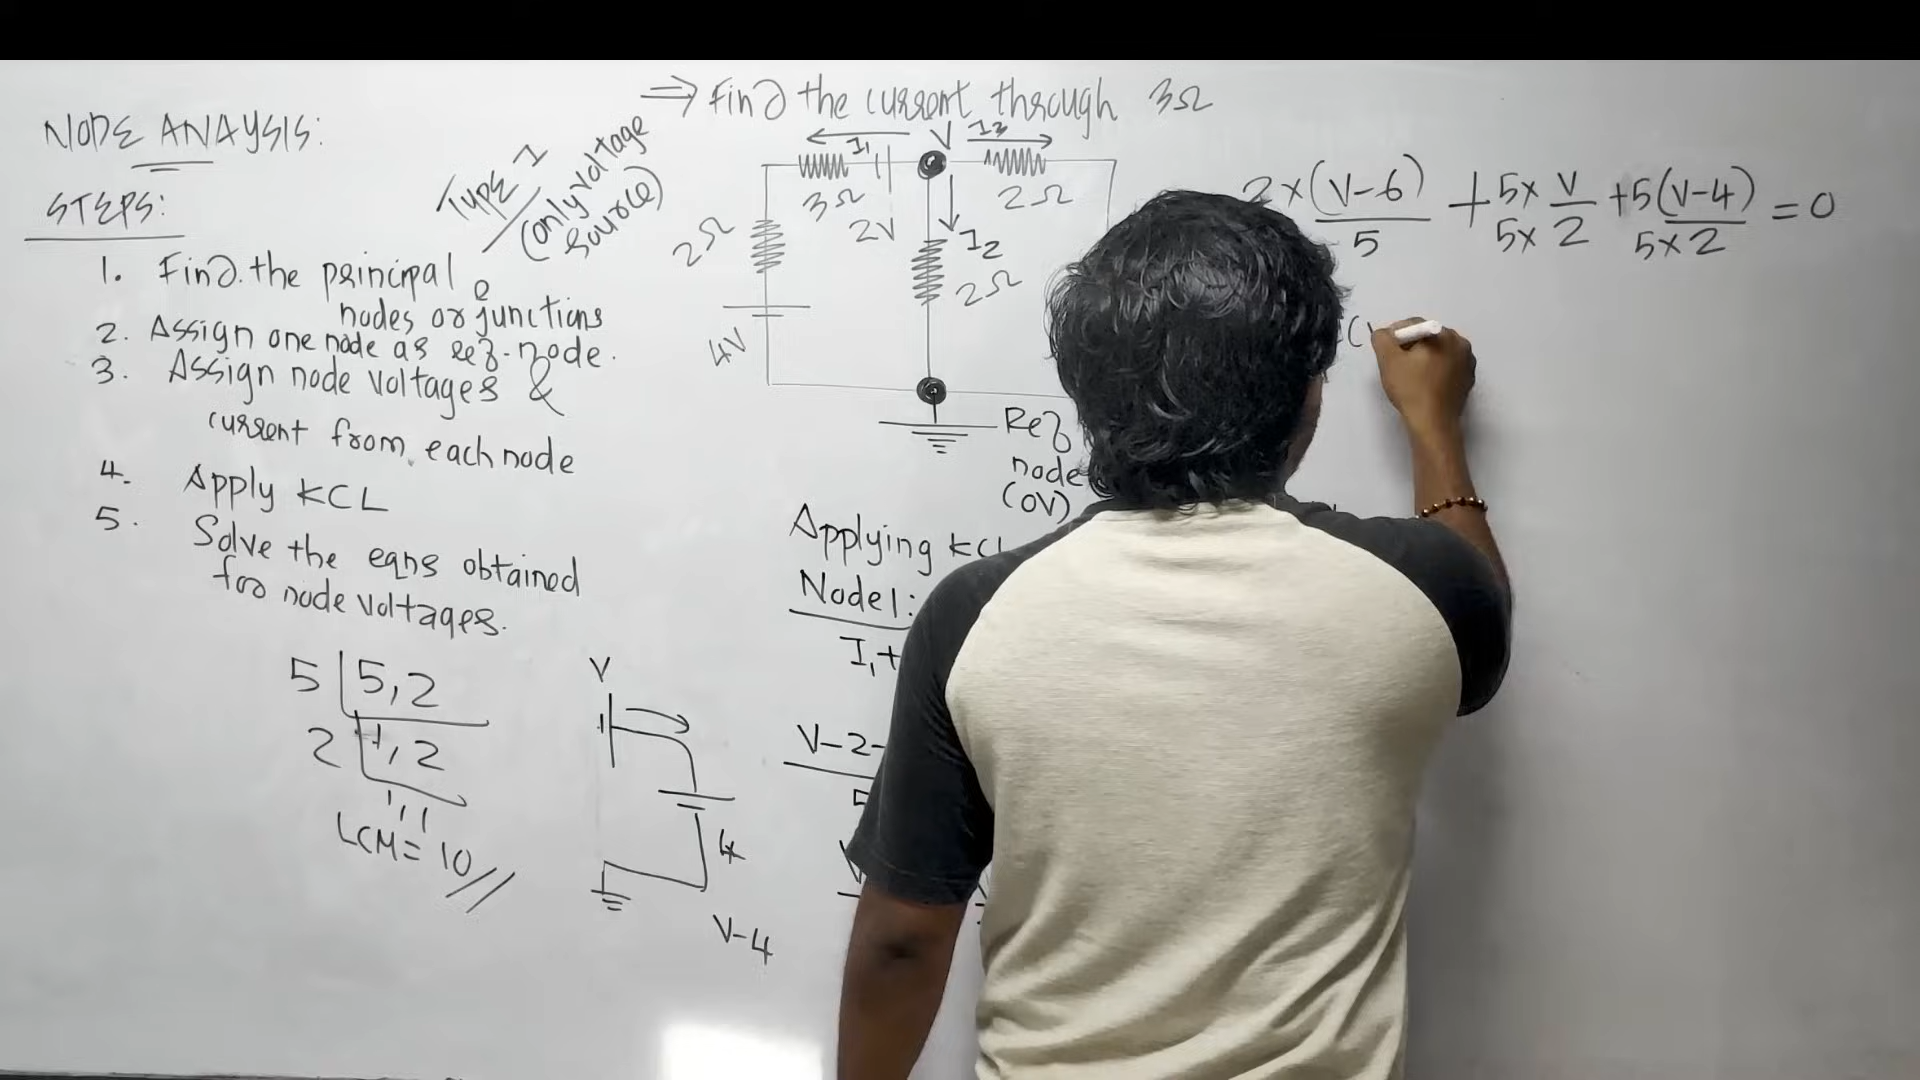 ⇒ Find the current through 3Ω
NODE ANAYSIS:
STEPS:
TYPE 1
(only voltage
source)
1. Find the principal
nodes or junctions
2. Assign one node as ref. node.
3. Assign node voltages &
current from each node
4. Apply KCL
5. Solve the eqns obtained
for node voltages.
5 | 5, 2
2 | 1, 2
1, 1
LCM = 10 //
V
4
V-4
I1
V
I3
3Ω
2V
2Ω
2Ω
I2
2Ω
4V
Ref
node
(0V)
Applying KCL
Node1:
I1+
V-2-
5
2×(V-6) + 5× V + 5(V-4) = 0
5 5× 2 5×2
(